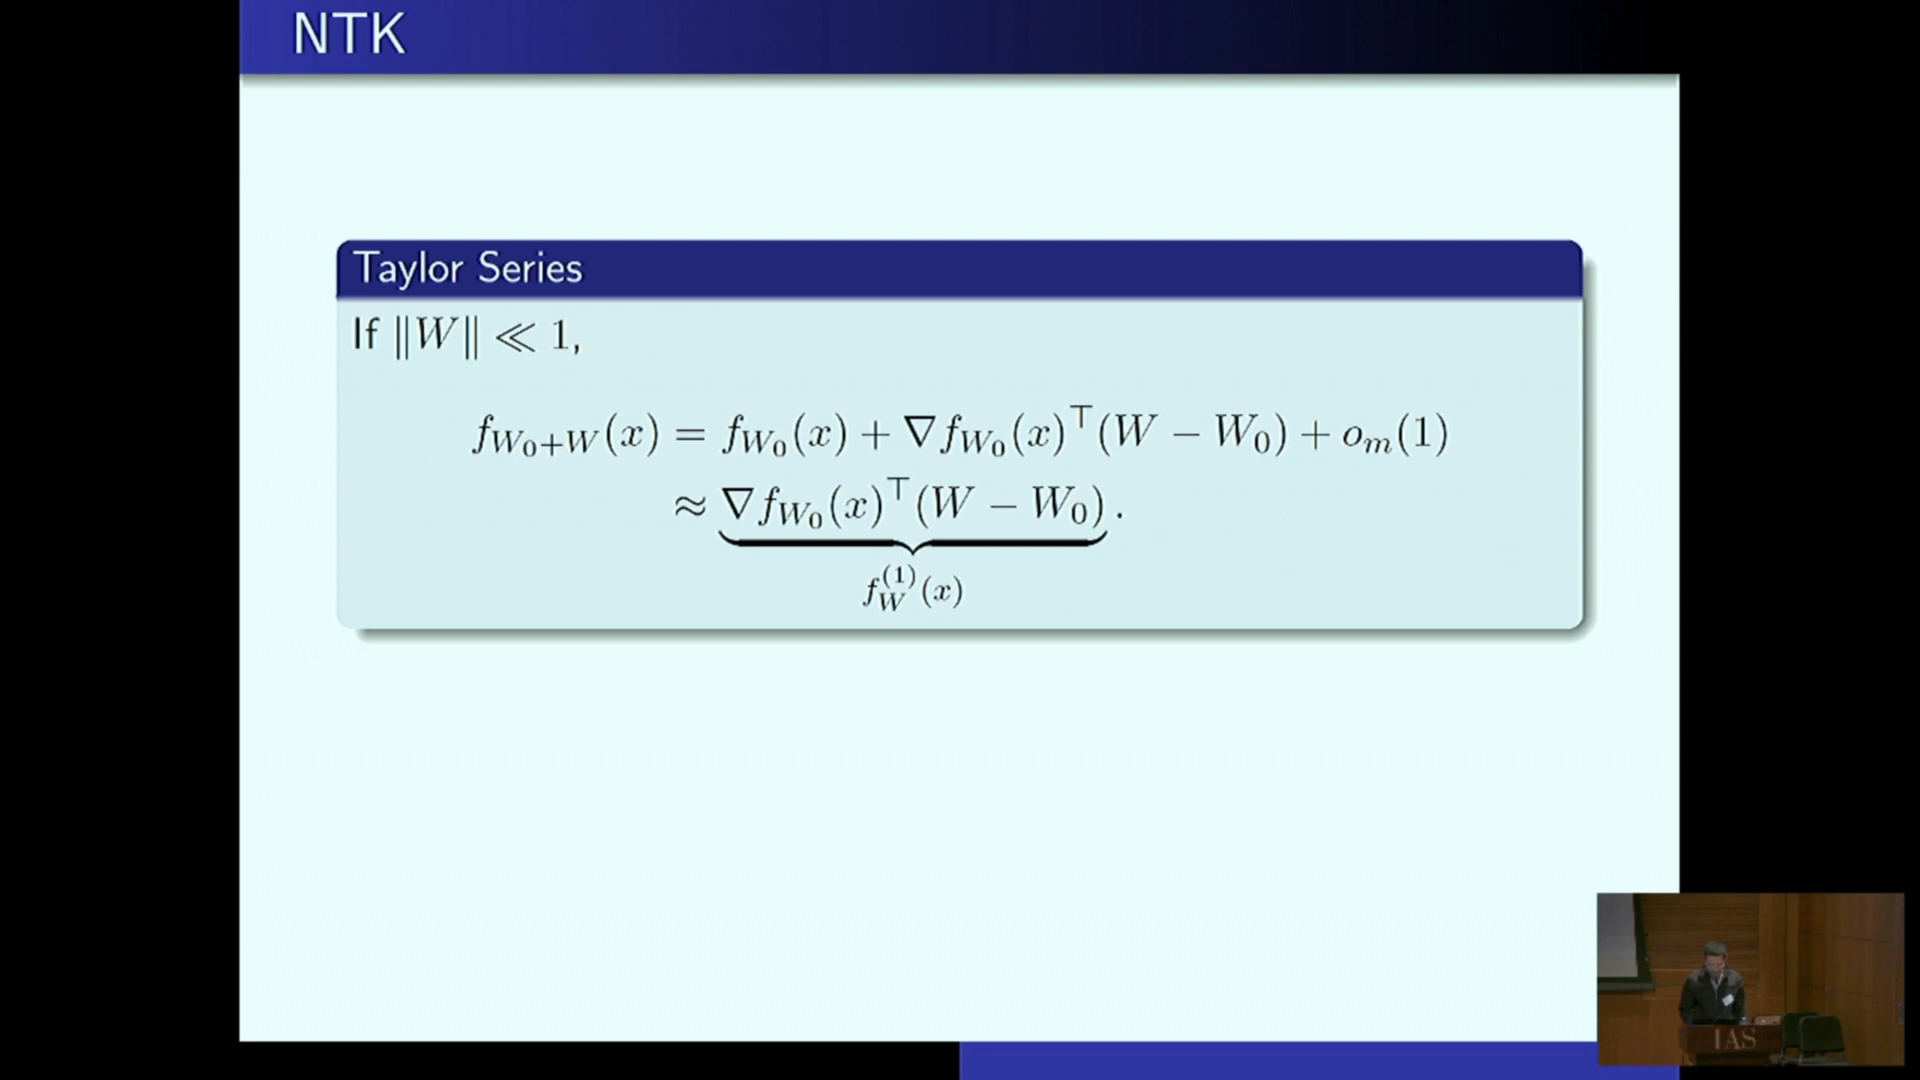 NTK
Taylor Series
If ‖W‖ ≪ 1,
f_{W_0+W}(x) = f_{W_0}(x) + ∇f_{W_0}(x)^⊤(W − W_0) + o_m(1)
≈ ∇f_{W_0}(x)^⊤(W − W_0).
f_W^{(1)}(x)
IAS